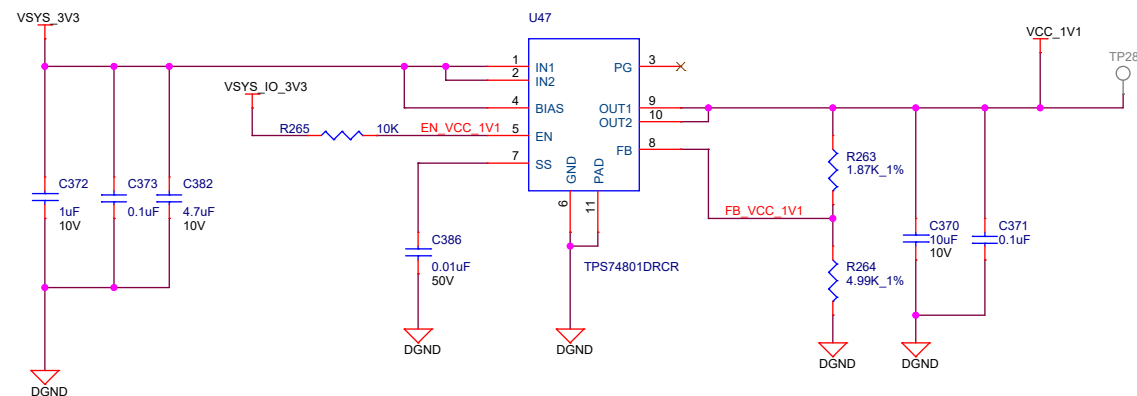 VSYS_3V3
U47
VCC_1V1
TP28
1
IN1
2
IN2
PG
3
VSYS_IO_3V3
4
BIAS
OUT1
9
OUT2
10
R265
10K
EN_VCC_1V1
5
EN
FB
8
7
SS
GND
PAD
6
11
R263
1.87K_1%
C372
1uF
10V
C373
0.1uF
C382
4.7uF
10V
FB_VCC_1V1
C386
0.01uF
50V
TPS74801DRCR
R264
4.99K_1%
C370
10uF
10V
C371
0.1uF
DGND
DGND
DGND
DGND
DGND